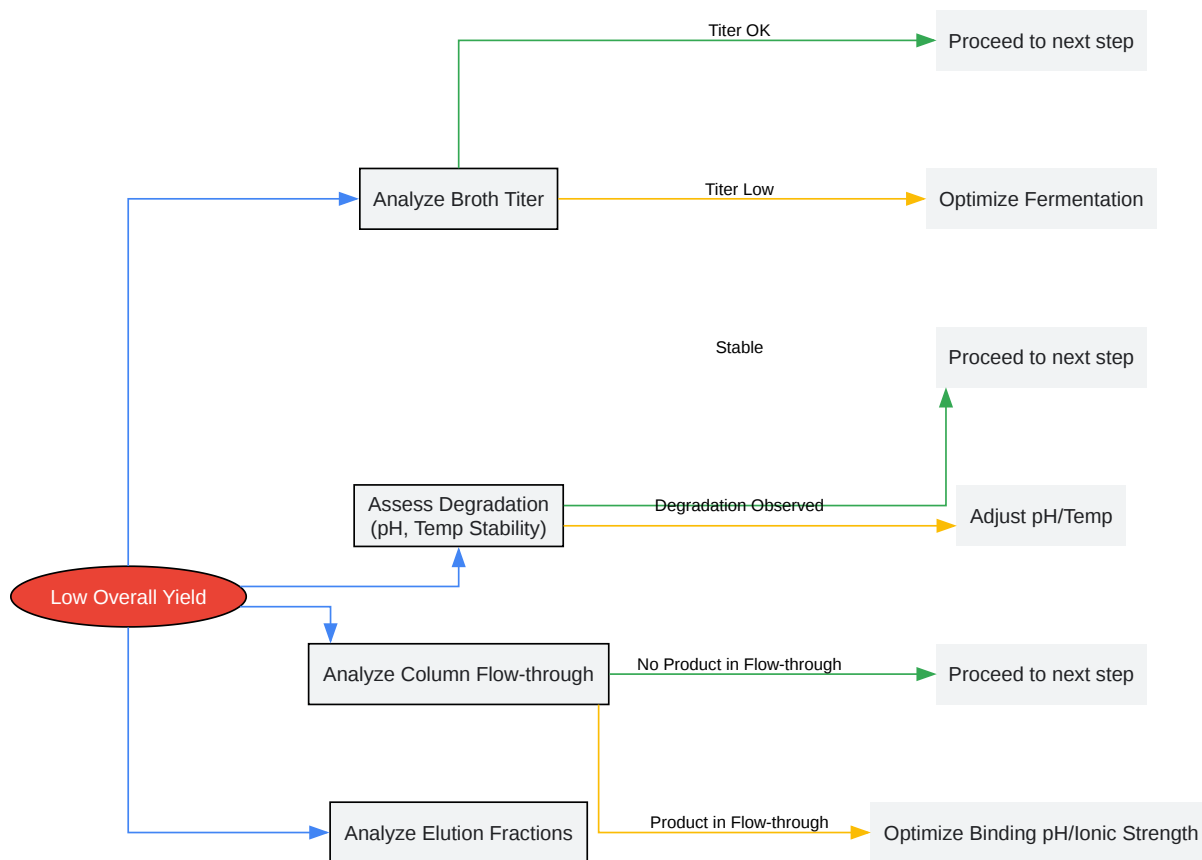 Titer OK
Proceed to next step
Analyze Broth Titer
Titer Low
Optimize Fermentation
Stable
Proceed to next step
Assess Degradation
(pH, Temp Stability)
Degradation Observed
Adjust pH/Temp
Low Overall Yield
Analyze Column Flow-through
No Product in Flow-through
Proceed to next step
Analyze Elution Fractions
Product in Flow-through
Optimize Binding pH/Ionic Strength